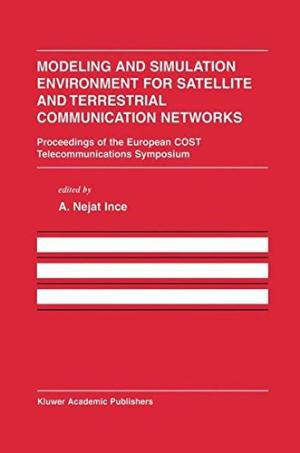 MODELING AND SIMULATION
ENVIRONMENT FOR SATELLITE
AND TERRESTRIAL
COMMUNICATION NETWORKS
Proceedings of the European COST
Telecommunications Symposium
edited by
A. Nejat Ince
Kluwer Academic Publishers